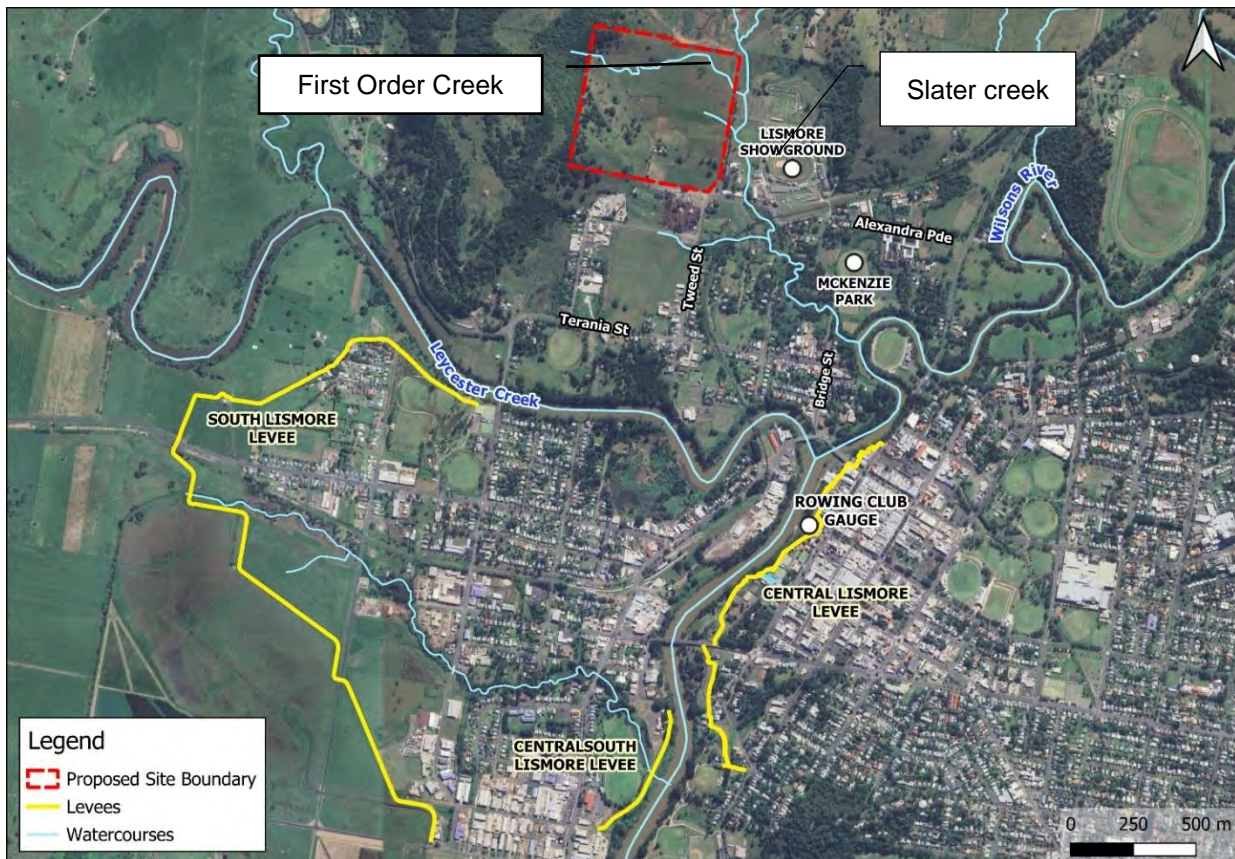 First Order Creek
Slater creek
LISMORE
SHOWGROUND
Wilsons River
Alexandra Pde
MCKENZIE
PARK
Tweed St
Terania St
Bridge St
Leycester Creek
SOUTH LISMORE
LEVEE
ROWING CLUB
GAUGE
CENTRAL LISMORE
LEVEE
CENTRALSOUTH
LISMORE LEVEE
Legend
Proposed Site Boundary
Levees
Watercourses
0 250 500 m